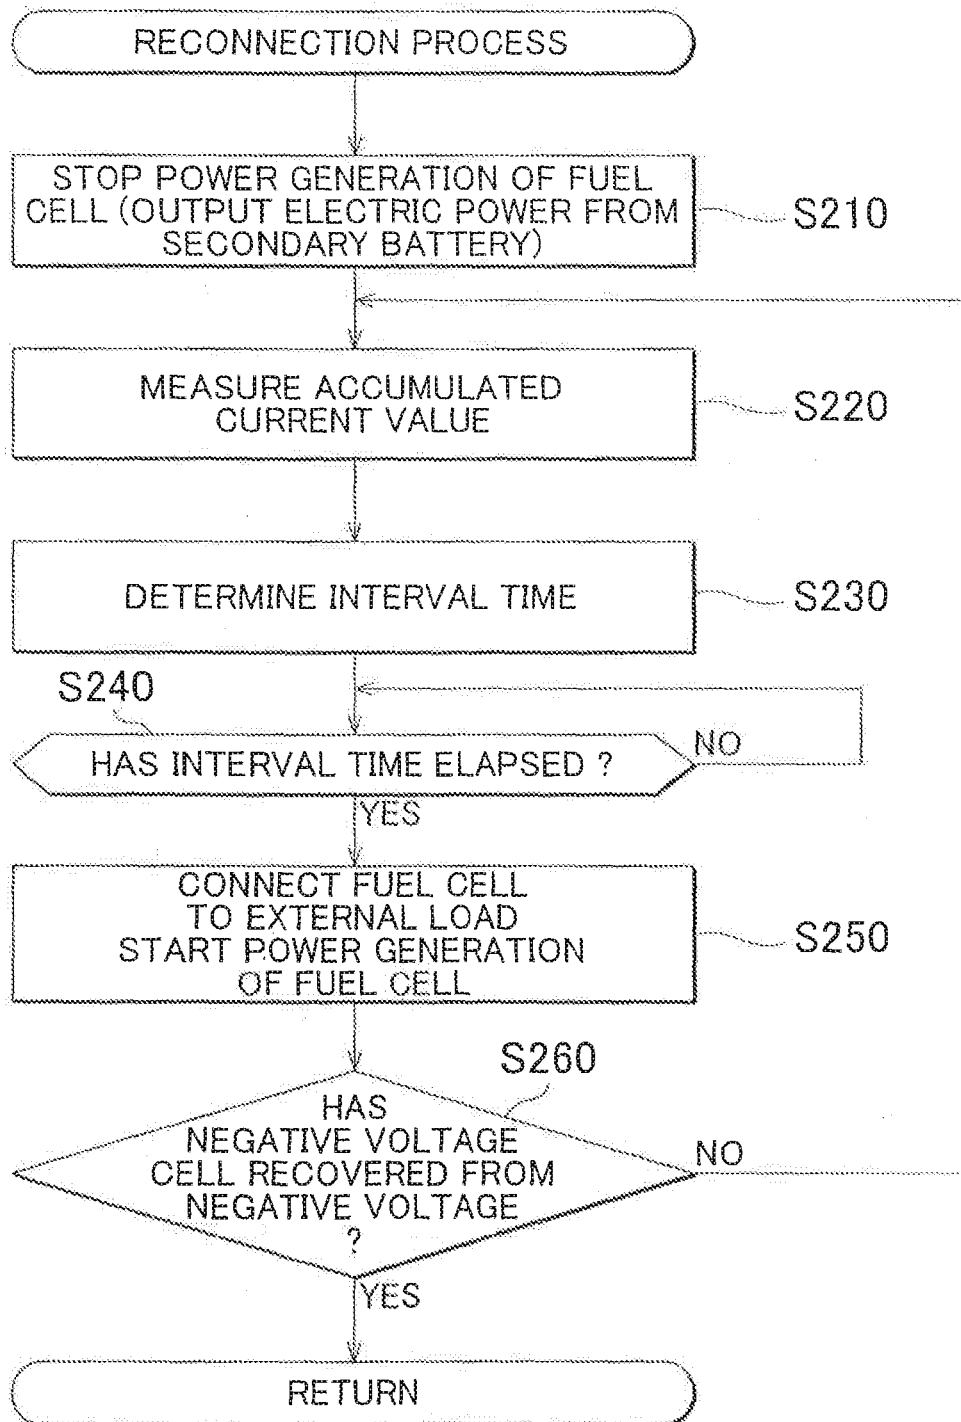 RECONNECTION PROCESS
STOP POWER GENERATION OF FUEL
CELL (OUTPUT ELECTRIC POWER FROM
SECONDARY BATTERY)
S210
MEASURE ACCUMULATED
CURRENT VALUE
S220
DETERMINE INTERVAL TIME
S230
S240
HAS INTERVAL TIME ELAPSED ?
NO
YES
CONNECT FUEL CELL
TO EXTERNAL LOAD
START POWER GENERATION
OF FUEL CELL
S250
S260
HAS
NEGATIVE VOLTAGE
CELL RECOVERED FROM
NEGATIVE VOLTAGE
?
NO
YES
RETURN